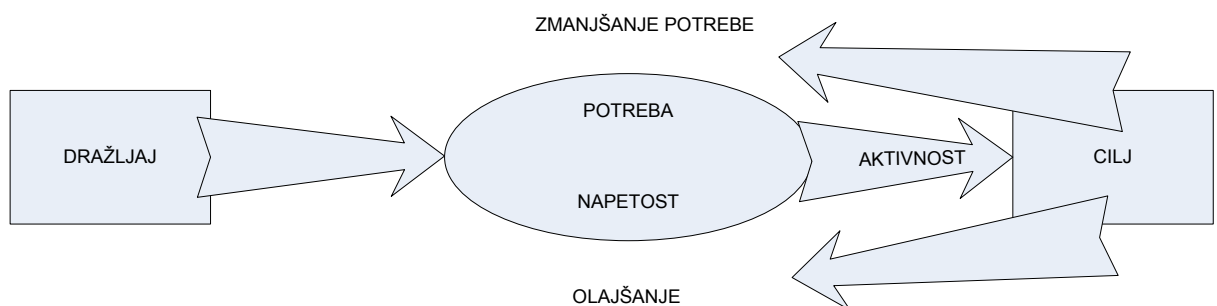 ZMANJŠANJE POTREBE
DRAŽLJAJ
POTREBA
NAPETOST
AKTIVNOST
CILJ
OLAJŠANJE